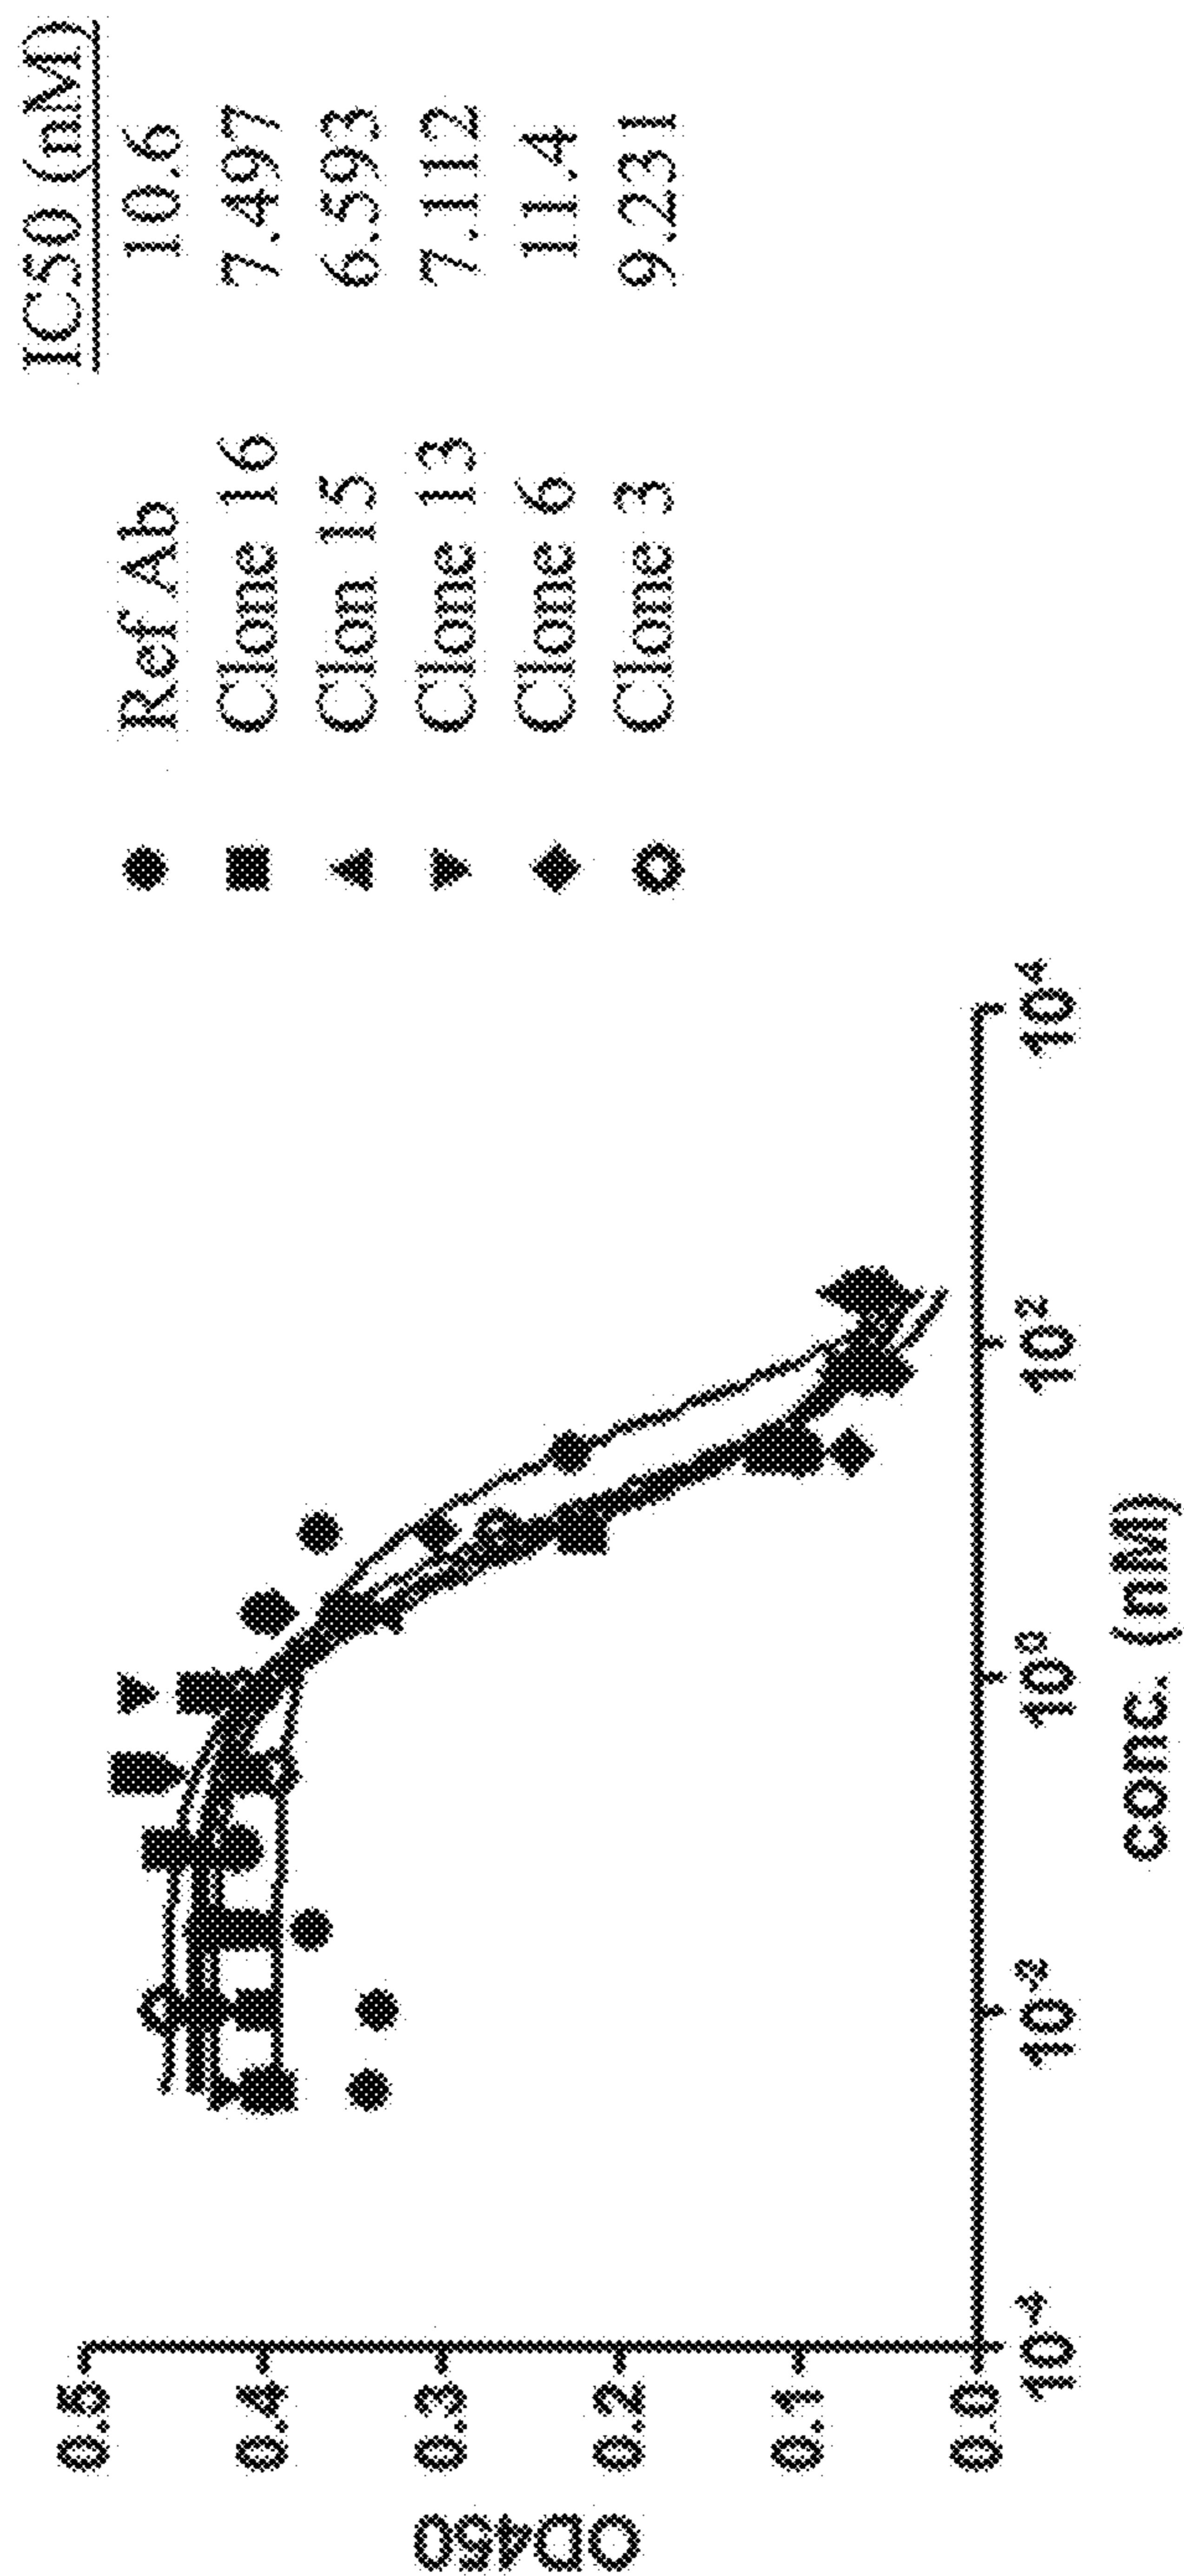 IC50 (nM)
Ref Ab 10.6
Clone 16 7.497
Clon 15 6.593
Clone 13 7.112
Clone 6 11.4
Clone 3 9.231
OD450
0.5
0.4
0.3
0.2
0.1
0.0
10⁻⁴ 10⁻² 10⁰ 10² 10⁴
conc. (nM)